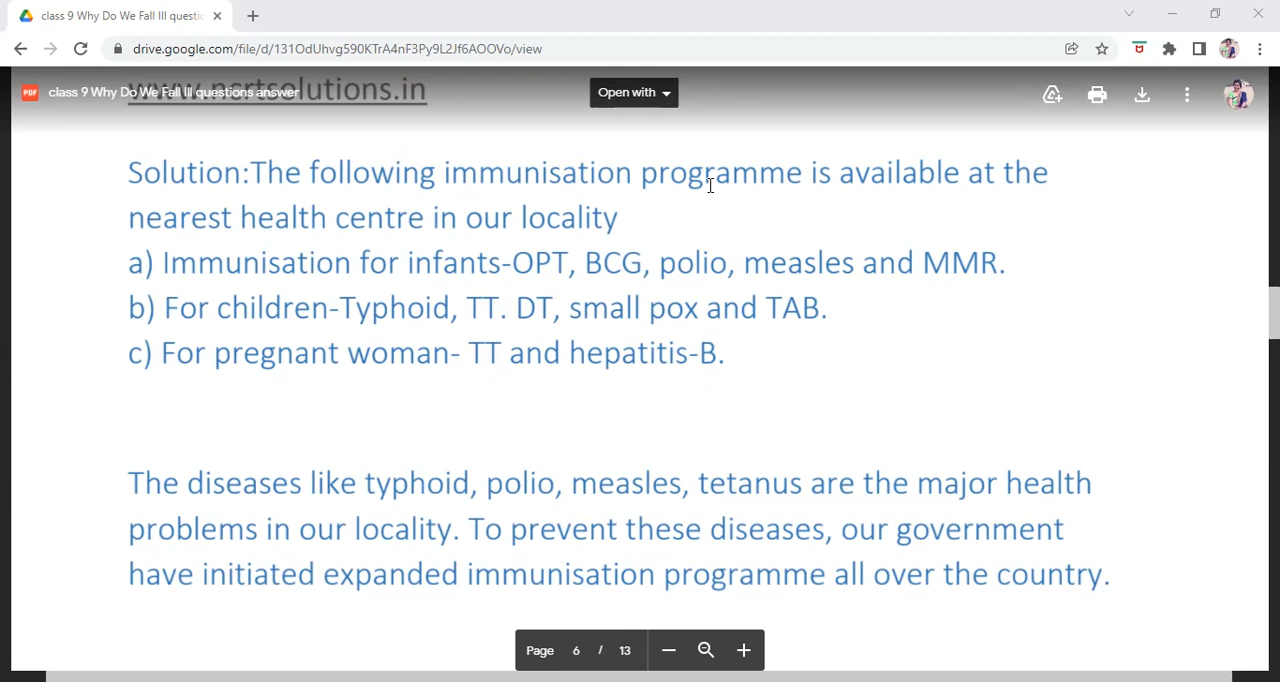 class 9 Why Do We Fall Ill questi
drive.google.com/file/d/131OdUhvg590KTrA4nF3Py9L2Jf6AOOVo/view
www.ncrtsolutions.in
PDF class 9 Why Do We Fall Ill questions answer
Open with
Solution:The following immunisation programme is available at the
nearest health centre in our locality
a) Immunisation for infants-OPT, BCG, polio, measles and MMR.
b) For children-Typhoid, TT. DT, small pox and TAB.
c) For pregnant woman- TT and hepatitis-B.
The diseases like typhoid, polio, measles, tetanus are the major health
problems in our locality. To prevent these diseases, our government
have initiated expanded immunisation programme all over the country.
Page 6 / 13